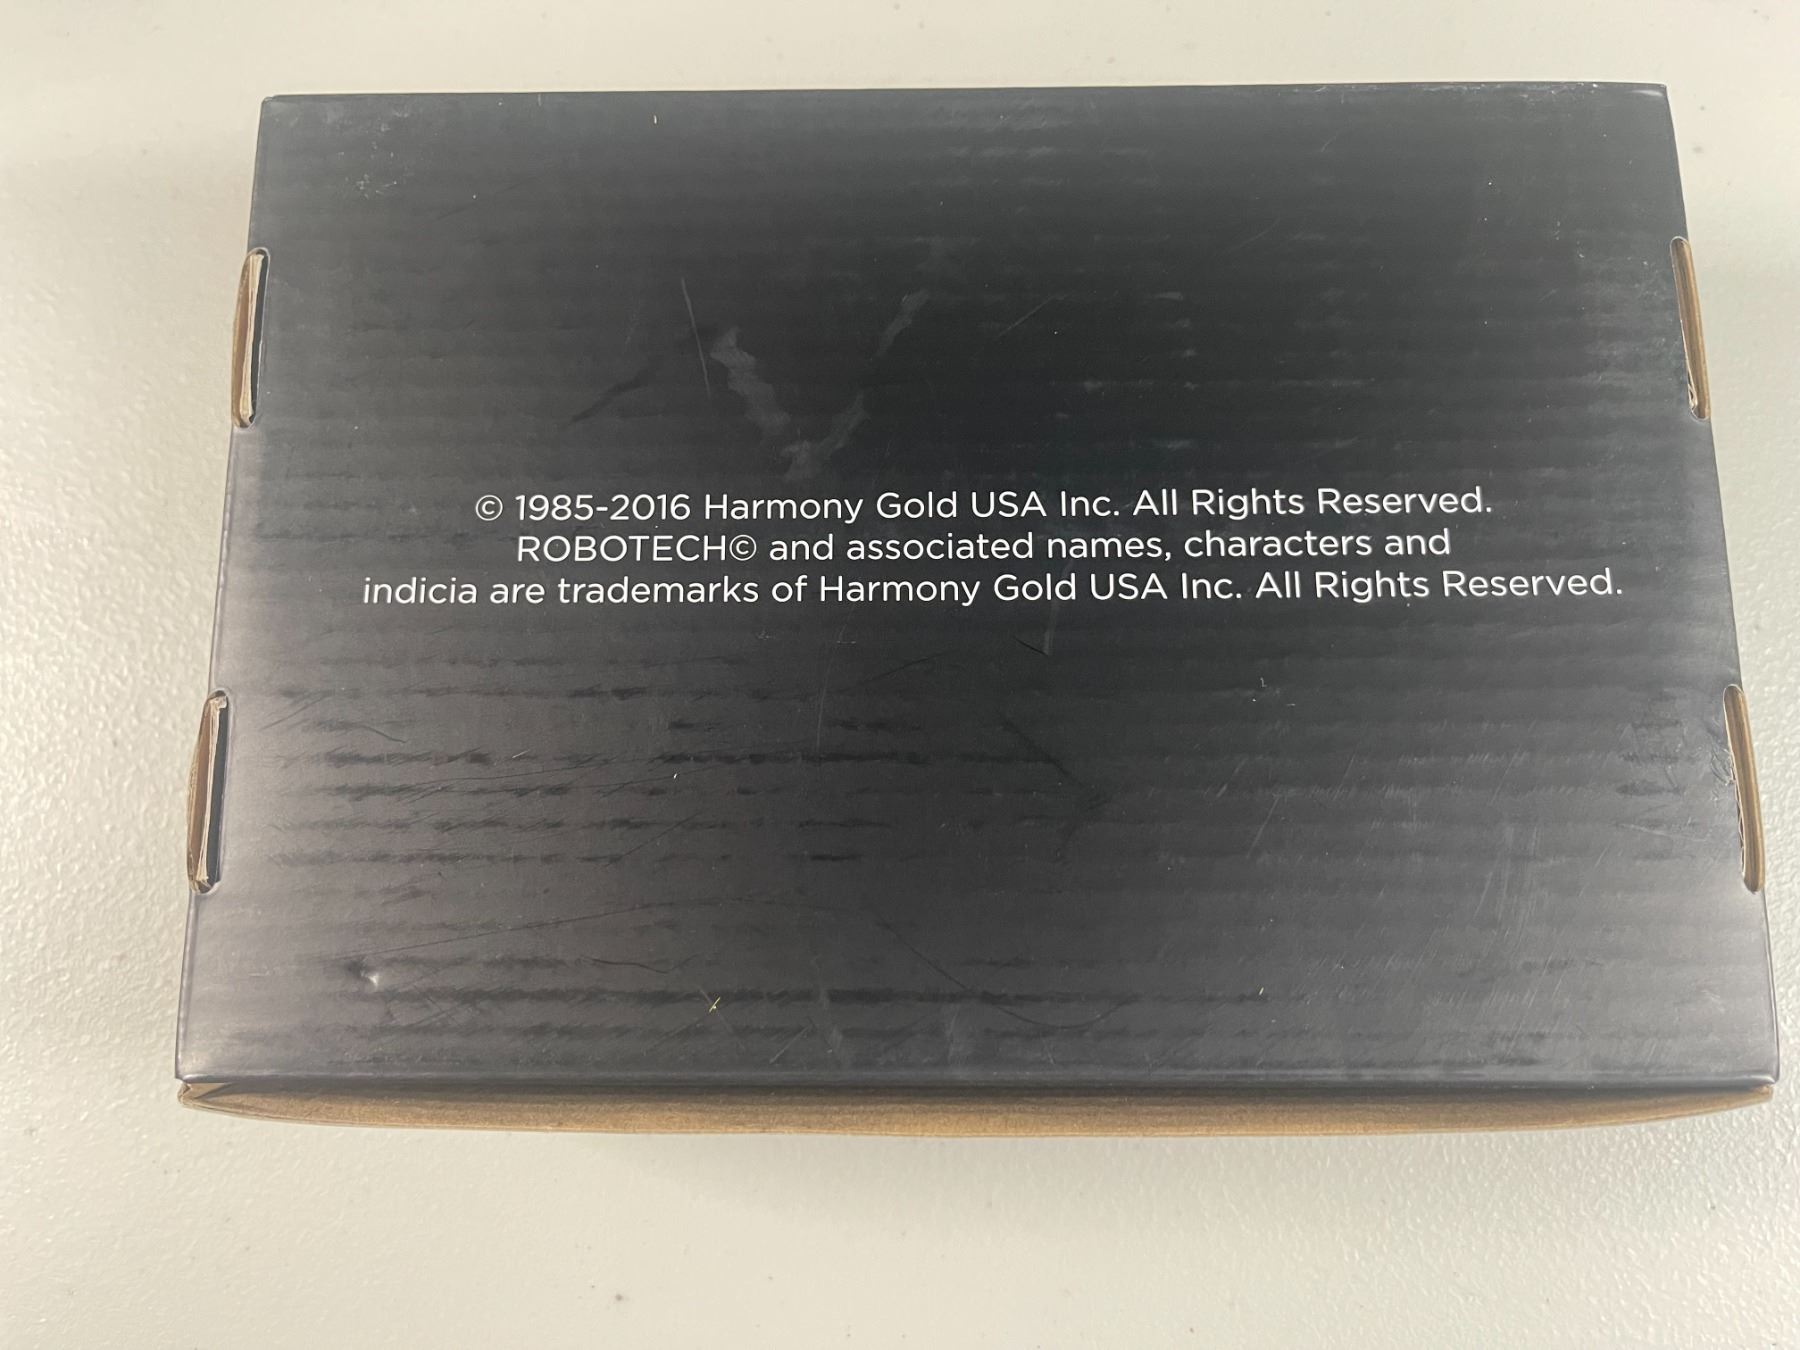 © 1985-2016 Harmony Gold USA Inc. All Rights Reserved.
ROBOTECH© and associated names, characters and
indicia are trademarks of Harmony Gold USA Inc. All Rights Reserved.